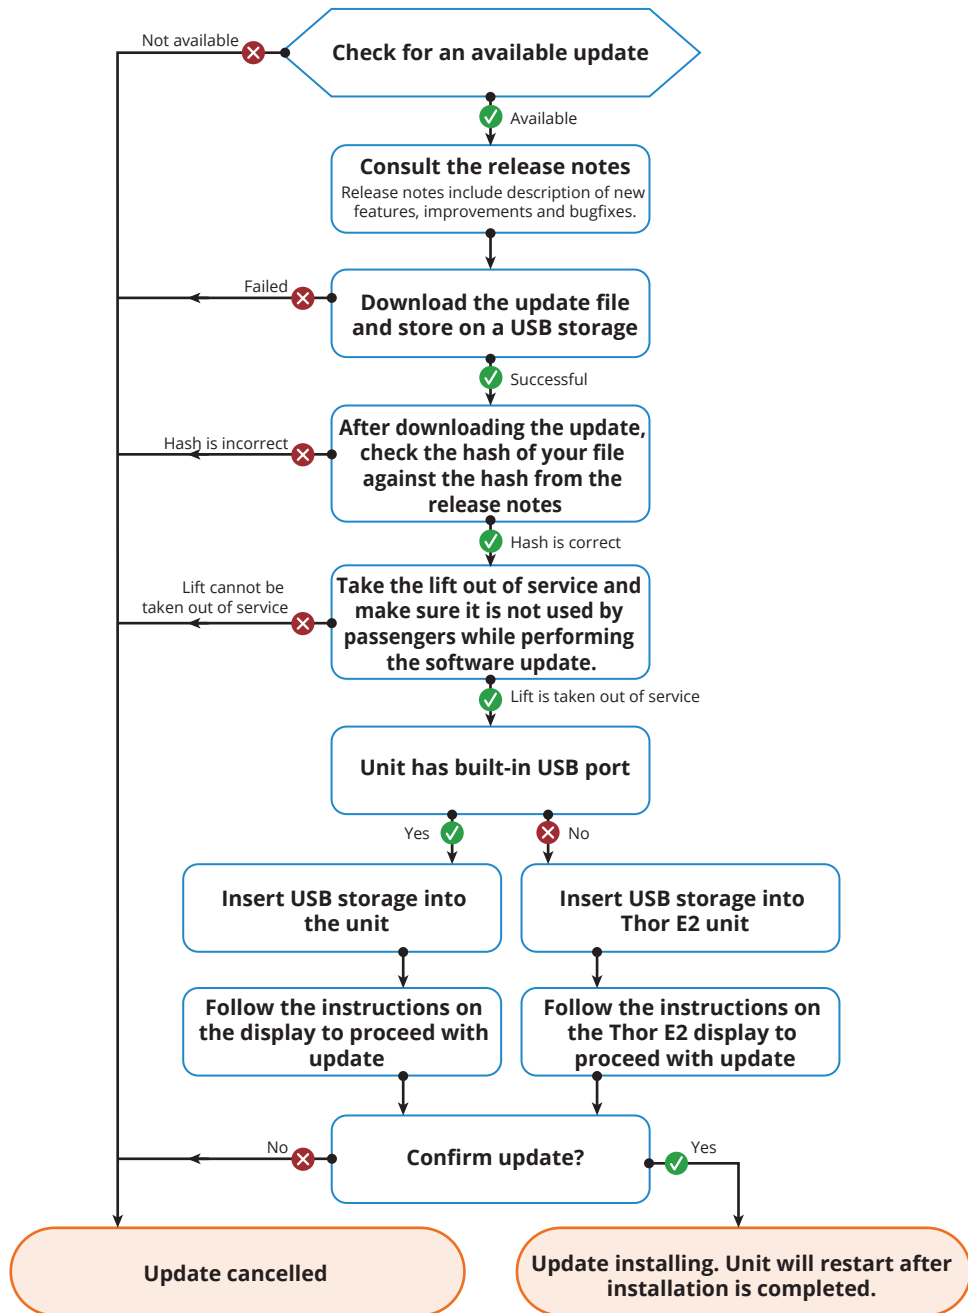 Not available
Check for an available update
Available
Consult the release notes
Release notes include description of new
features, improvements and bugfixes.
Failed
Download the update file
and store on a USB storage
Successful
Hash is incorrect
After downloading the update,
check the hash of your file
against the hash from the
release notes
Hash is correct
Lift cannot be
taken out of service
Take the lift out of service and
make sure it is not used by
passengers while performing
the software update.
Lift is taken out of service
Unit has built-in USB port
Yes
No
Insert USB storage into
the unit
Insert USB storage into
Thor E2 unit
Follow the instructions on
the display to proceed with
update
Follow the instructions on
the Thor E2 display to
proceed with update
No
Confirm update?
Yes
Update cancelled
Update installing. Unit will restart after
installation is completed.